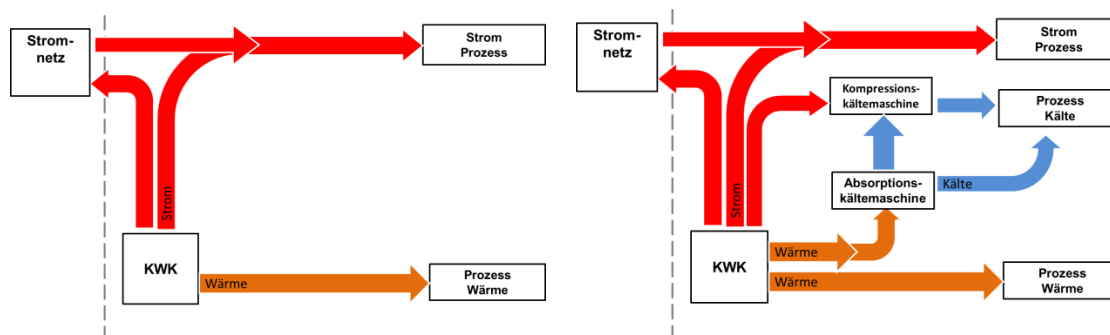 Strom-
netz
Strom
Prozess
Strom
KWK
Wärme
Prozess
Wärme
Strom-
netz
Strom
Prozess
Kompressions-
kältemaschine
Prozess
Kälte
Absorptions-
kältemaschine
Kälte
Strom
KWK
Wärme
Wärme
Prozess
Wärme